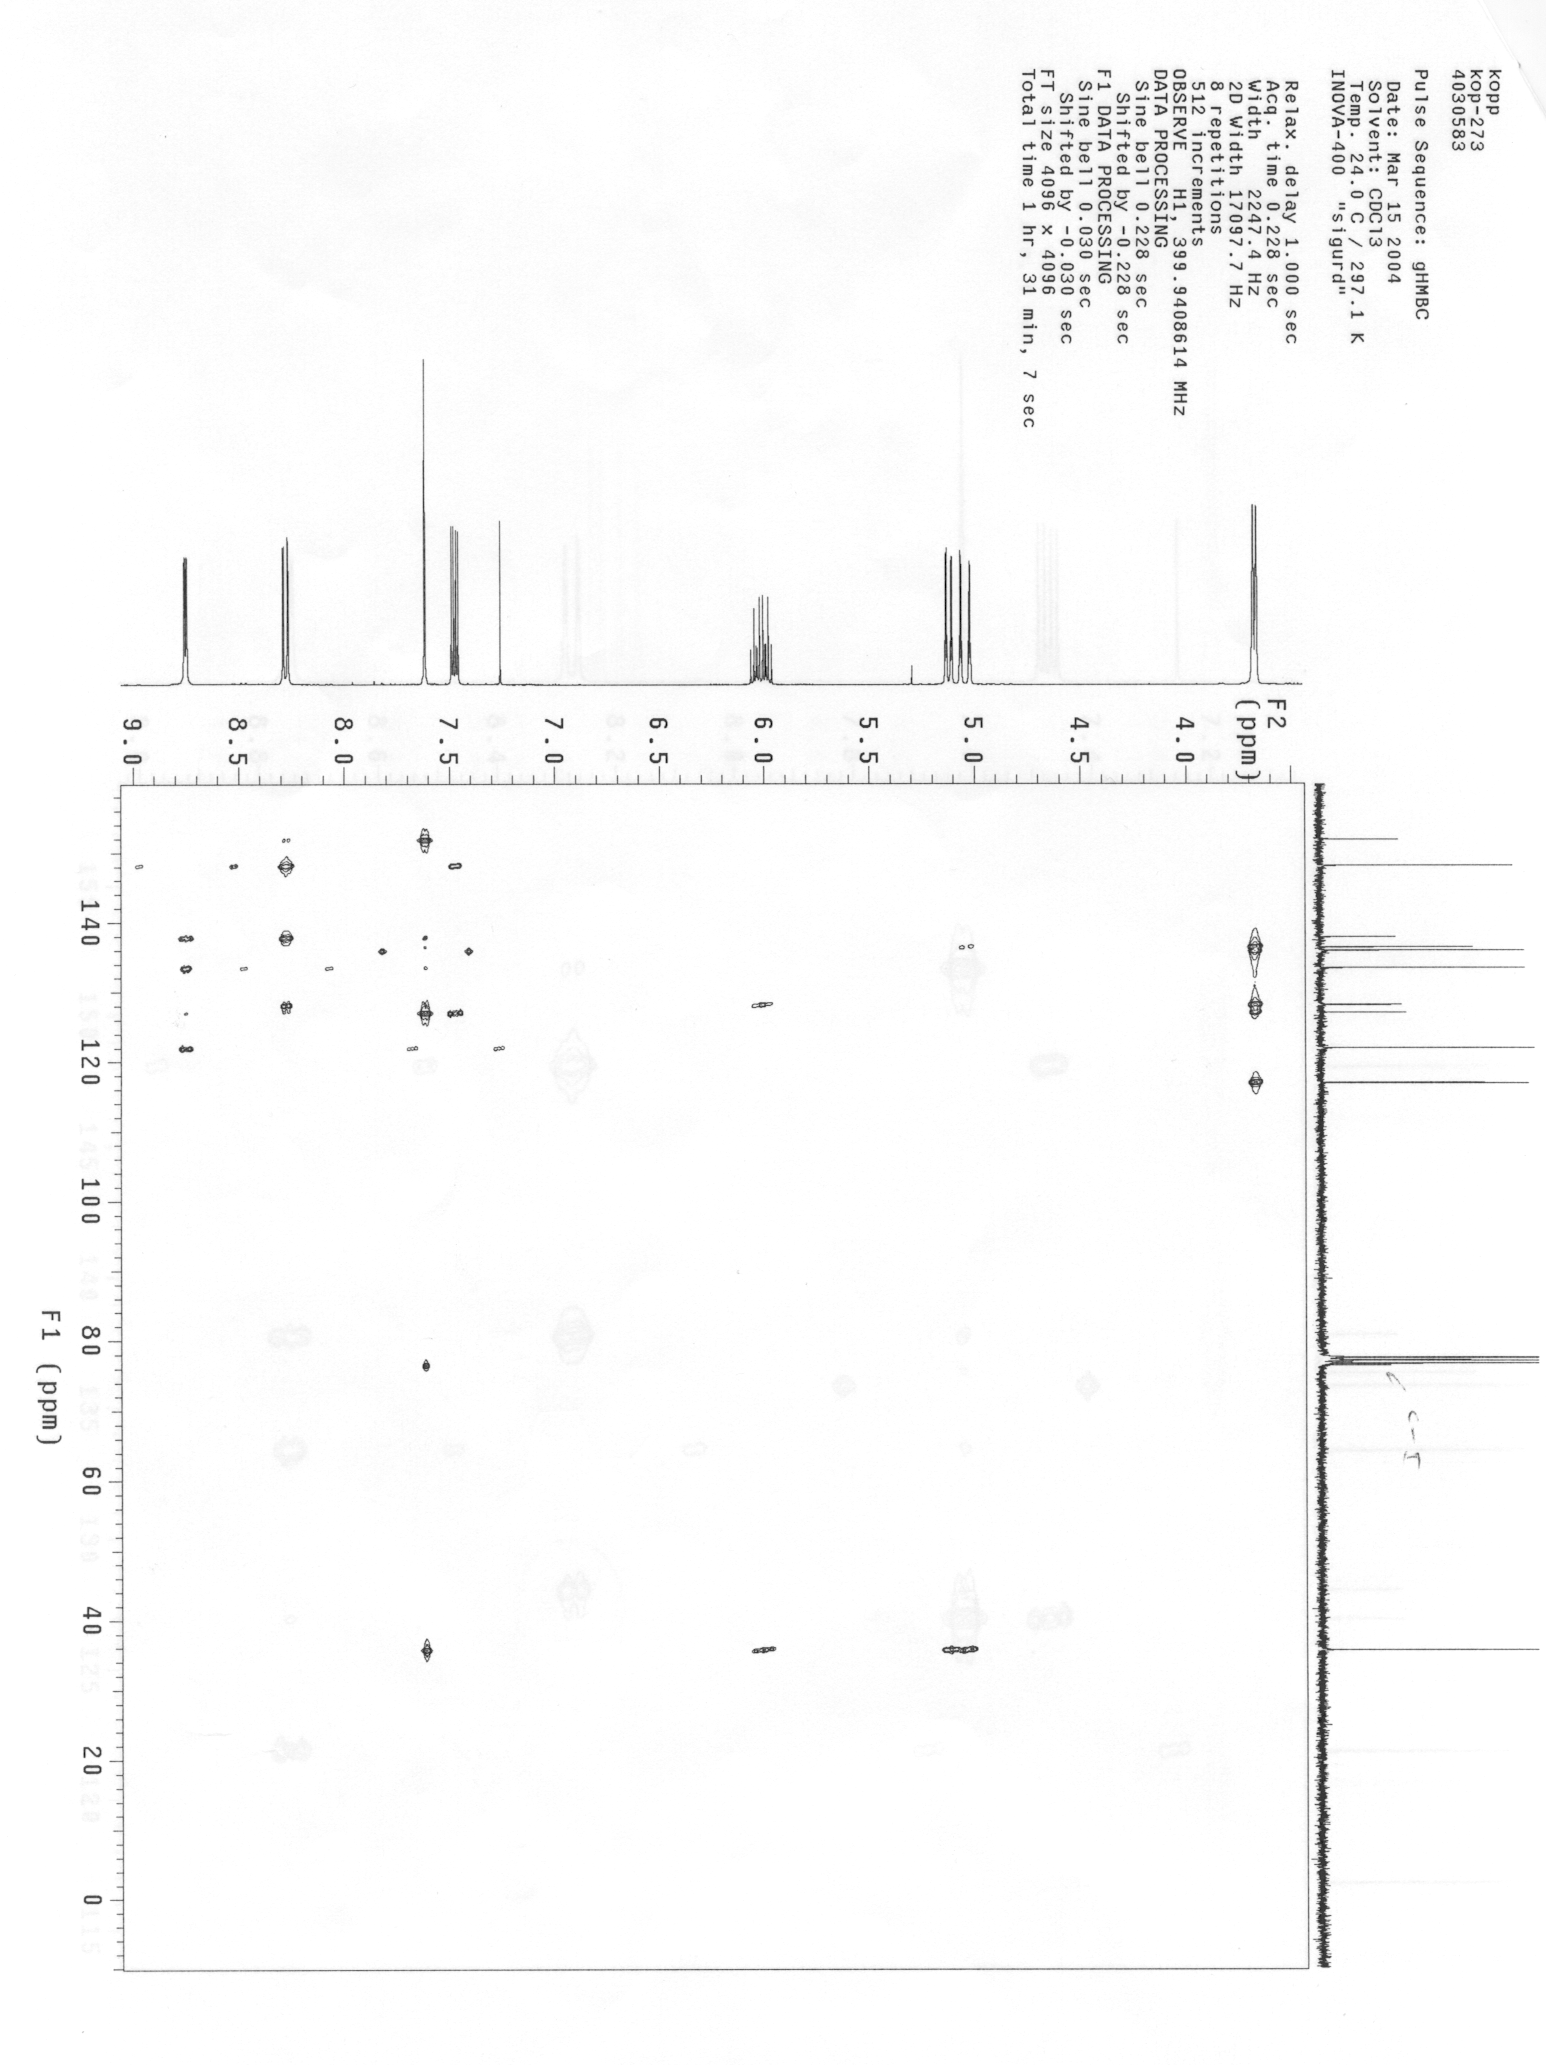 kopp
kop-273
4030583
Pulse Sequence: gHMBC
Date: Mar 15 2004
Solvent: CDCl3
Temp. 24.0 C / 297.1 K
INOVA-400 "sigurd"
Relax. delay 1.000 sec
Acq. time 0.228 sec
Width 2247.4 Hz
2D Width 17097.7 Hz
8 repetitions
512 increments
OBSERVE H1, 399.9408614 MHz
DATA PROCESSING
Sine bell 0.228 sec
Shifted by -0.228 sec
F1 DATA PROCESSING
Sine bell 0.030 sec
Shifted by -0.030 sec
FT size 4096 x 4096
Total time 1 hr, 31 min, 7 sec
F2
(ppm)
4.0
4.5
5.0
5.5
6.0
6.5
7.0
7.5
8.0
8.5
9.0
C-I
140 120 100 80 60 40 20 0
F1 (ppm)